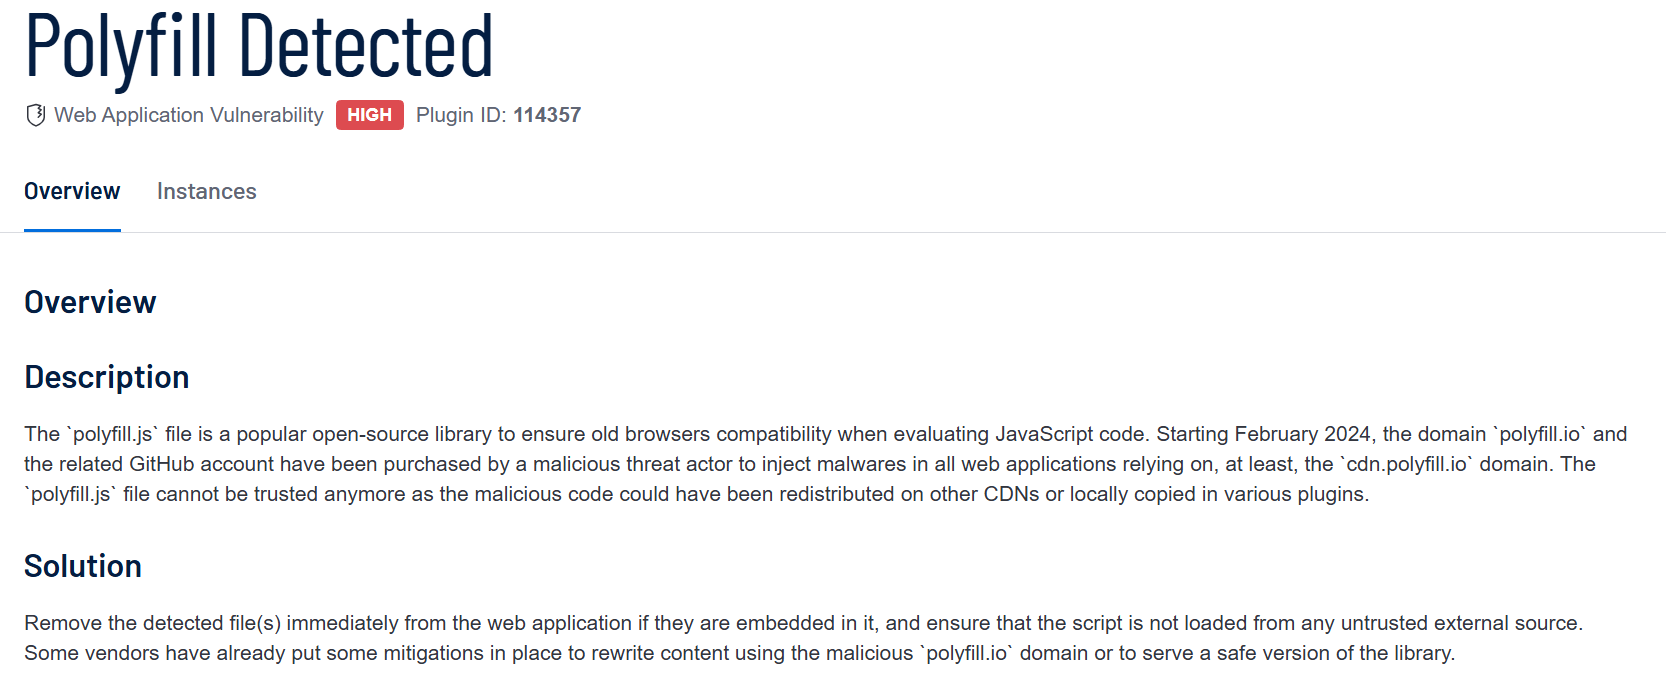 Polyfill Detected
Web Application Vulnerability HIGH Plugin ID: 114357
Overview Instances
Overview
Description
The `polyfill.js` file is a popular open-source library to ensure old browsers compatibility when evaluating JavaScript code. Starting February 2024, the domain `polyfill.io` and
the related GitHub account have been purchased by a malicious threat actor to inject malwares in all web applications relying on, at least, the `cdn.polyfill.io` domain. The
`polyfill.js` file cannot be trusted anymore as the malicious code could have been redistributed on other CDNs or locally copied in various plugins.
Solution
Remove the detected file(s) immediately from the web application if they are embedded in it, and ensure that the script is not loaded from any untrusted external source.
Some vendors have already put some mitigations in place to rewrite content using the malicious `polyfill.io` domain or to serve a safe version of the library.